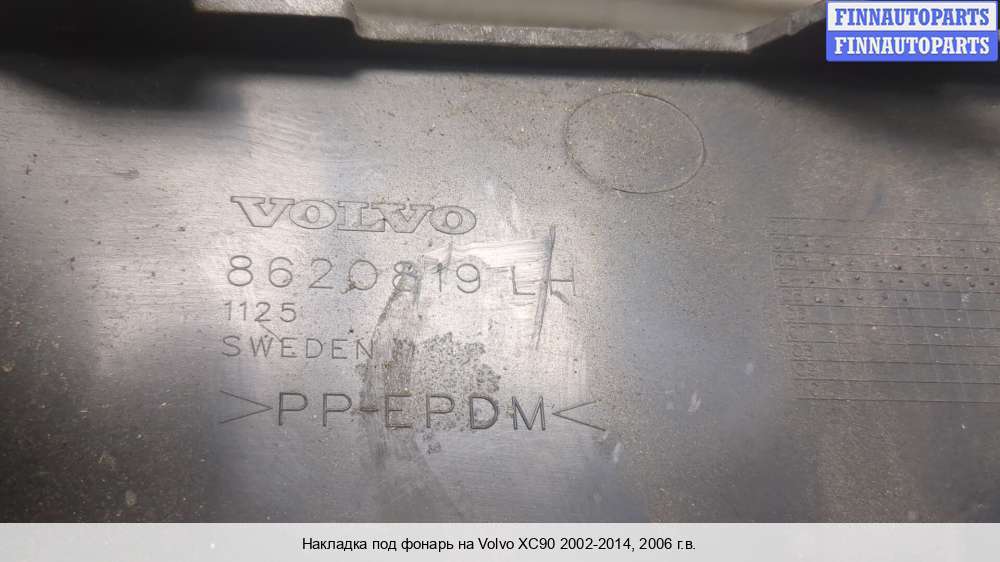 FINNAUTOPARTS
FINNAUTOPARTS
VOLVO
8620819 LH
1125
SWEDEN
>PP-EPDM<
Накладка под фонарь на Volvo XC90 2002-2014, 2006 г.в.